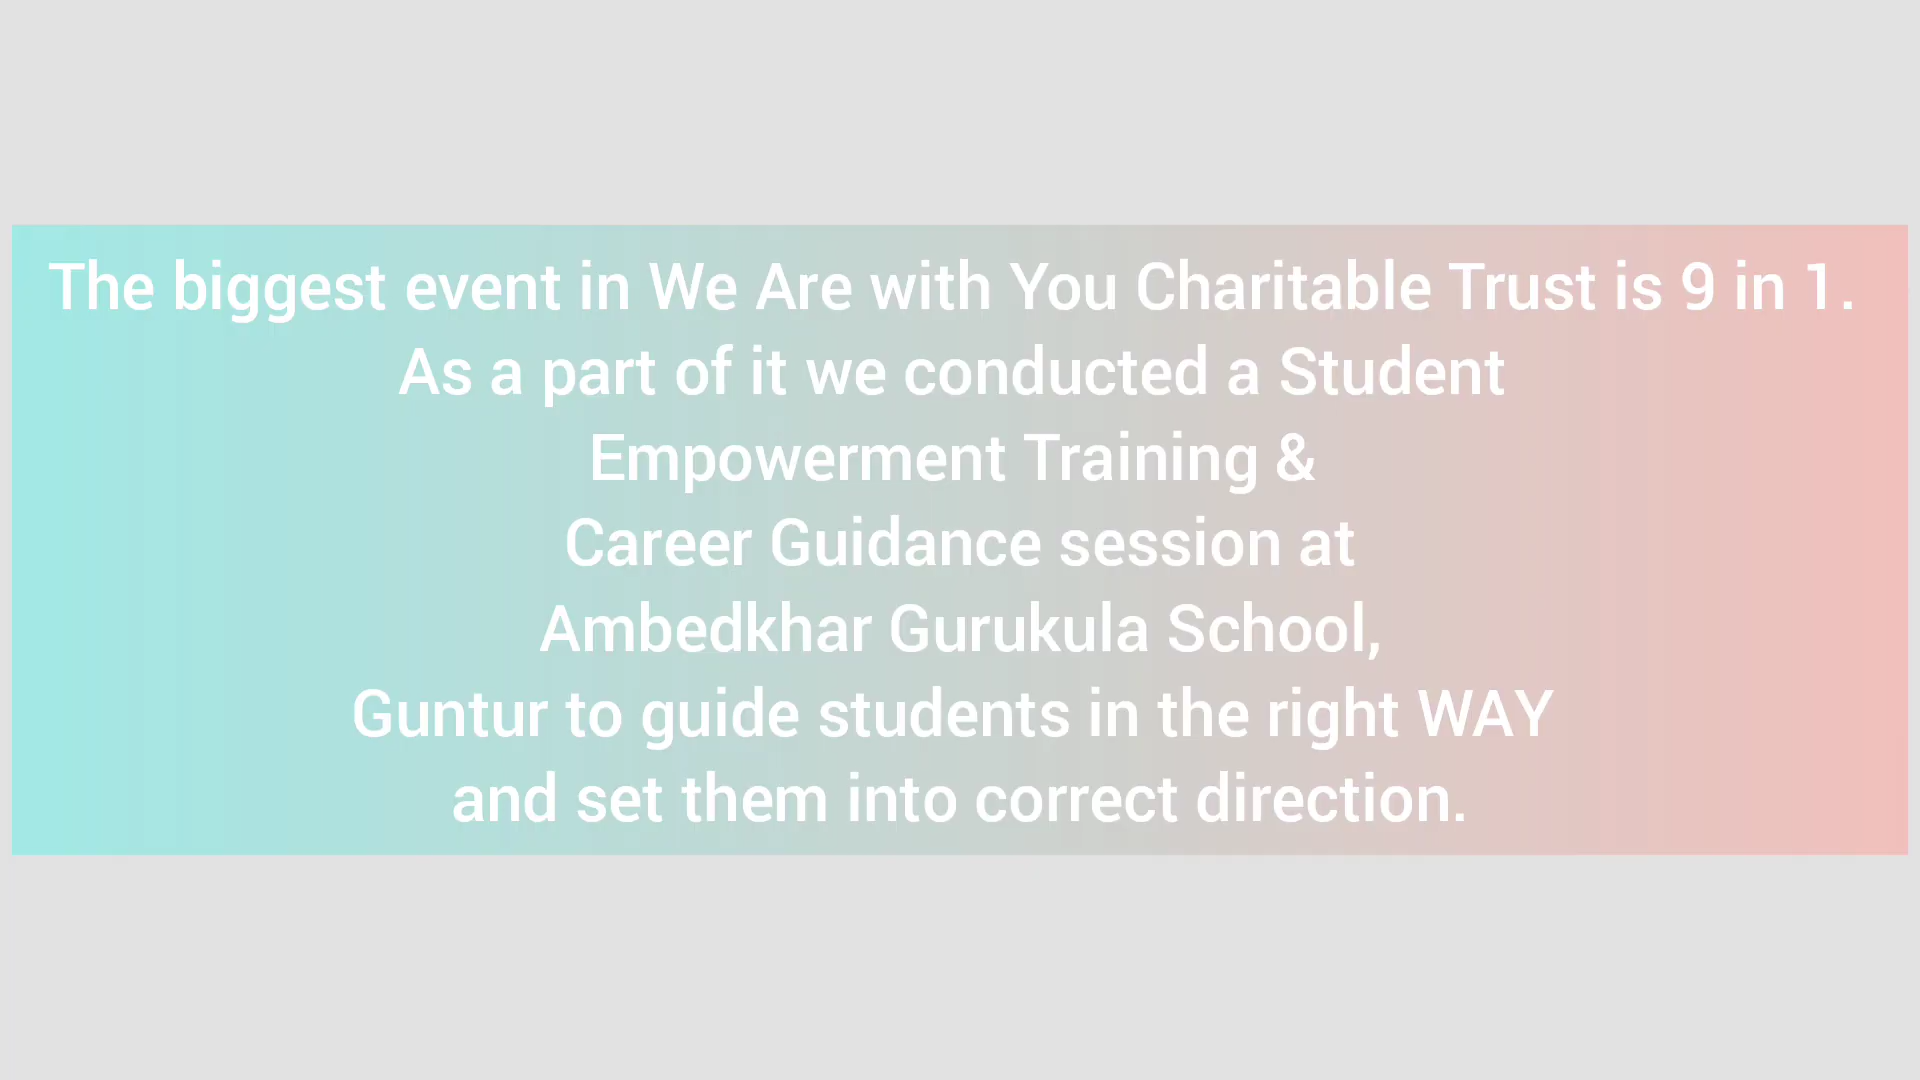 The biggest event in We Are with You Charitable Trust is 9 in 1.
As a part of it we conducted a Student
Empowerment Training &
Career Guidance session at
Ambedkhar Gurukula School,
Guntur to guide students in the right WAY
and set them into correct direction.